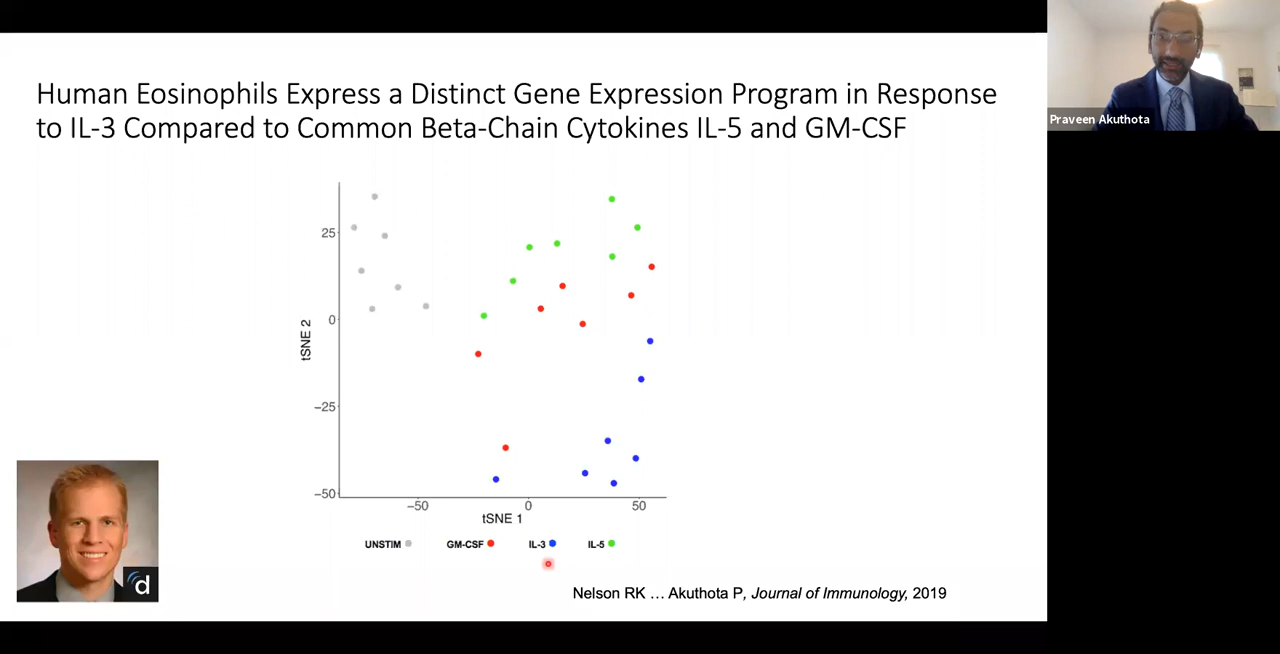 Human Eosinophils Express a Distinct Gene Expression Program in Response
to IL-3 Compared to Common Beta-Chain Cytokines IL-5 and GM-CSF
Praveen Akuthota
25
0
−25
−50
tSNE 2
−50 0 50
tSNE 1
UNSTIM GM-CSF IL-3 IL-5
d
Nelson RK … Akuthota P, Journal of Immunology, 2019